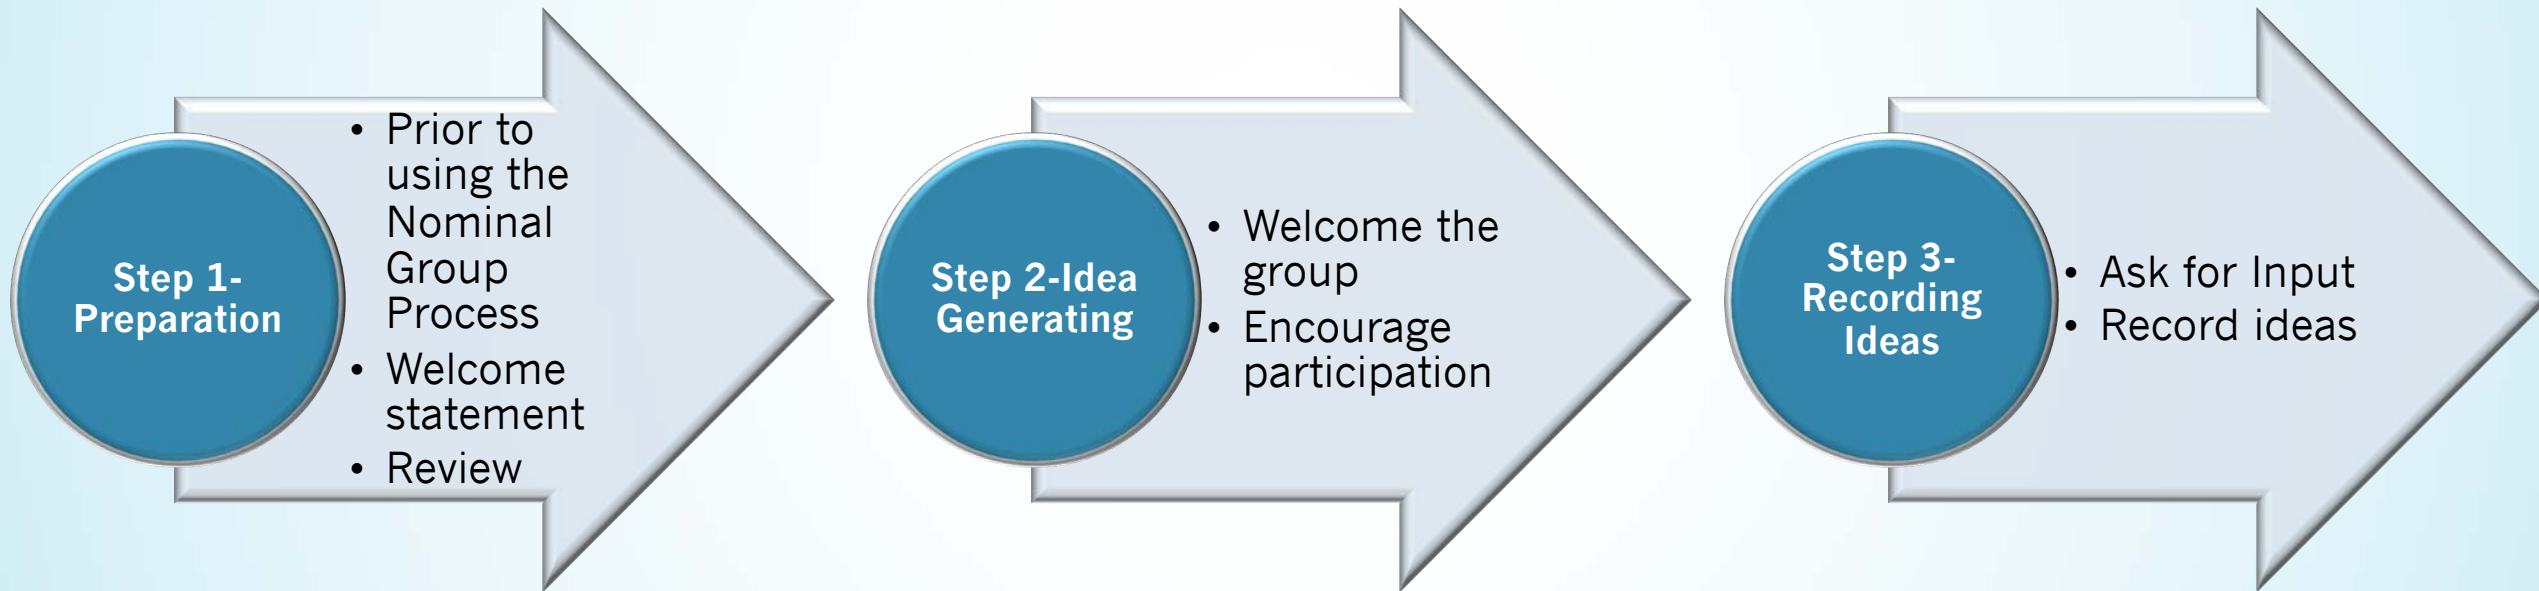 Step 1-
Preparation
• Prior to
using the
Nominal
Group
Process
• Welcome
statement
• Review
Step 2-Idea
Generating
• Welcome the
group
• Encourage
participation
Step 3-
Recording
Ideas
• Ask for Input
• Record ideas